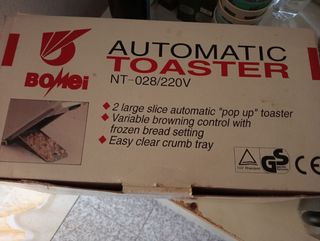 BOMEi
AUTOMATIC
TOASTER
NT-028/220V
• 2 large slice automatic "pop up" toaster
• Variable browning control with
frozen bread setting
• Easy clear crumb tray
GS